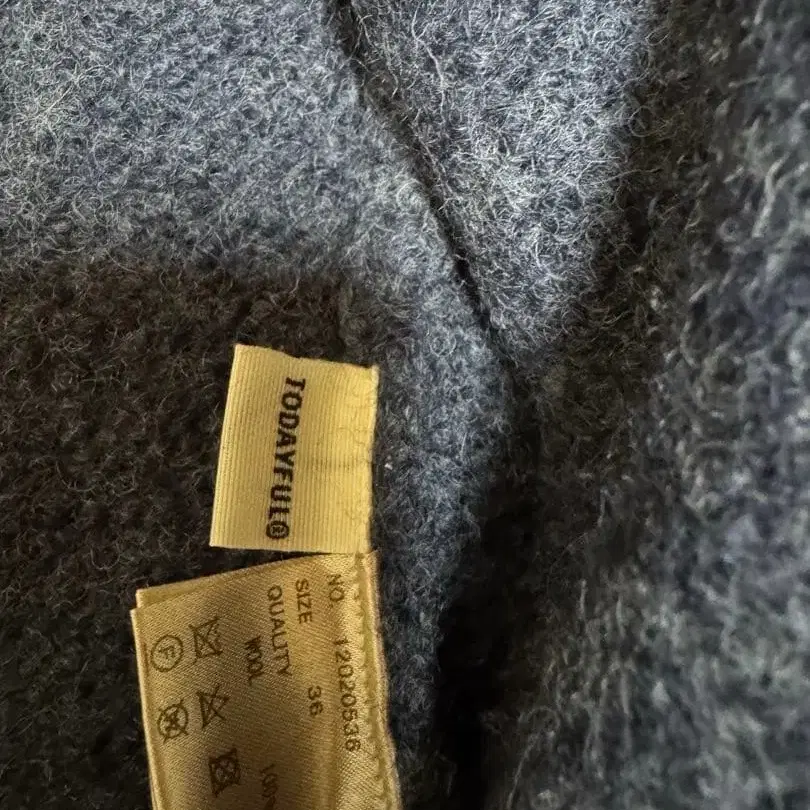 TODAYFUL®
NO. 12020536
SIZE 36
QUALITY
WOOL 100%
F